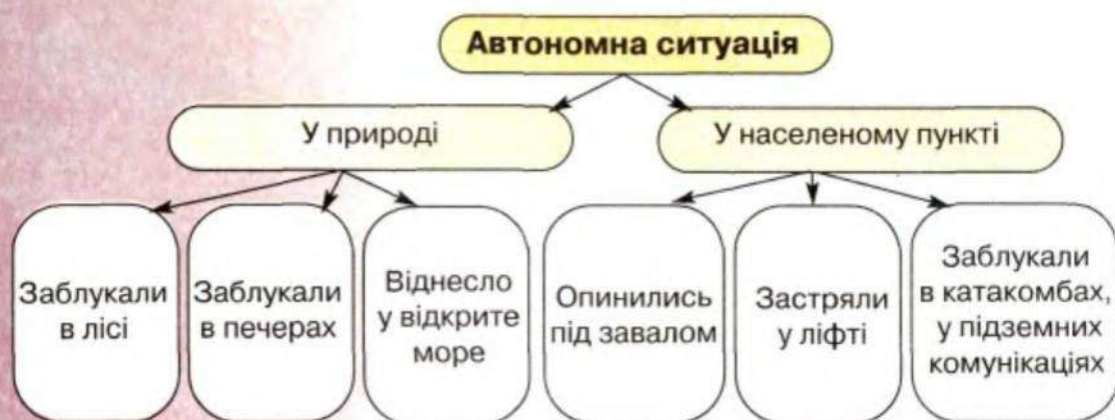 Автономна ситуація
У природі
У населеному пункті
Заблукали
в лісі
Заблукали
в печерах
Віднесло
у відкрите
море
Опинились
під завалом
Застряли
у ліфті
Заблукали
в катакомбах,
у підземних
комунікаціях